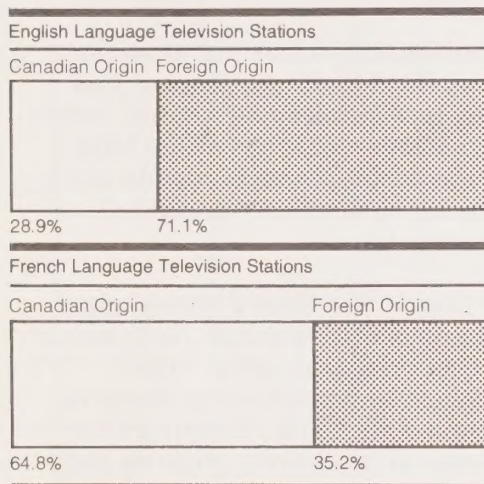 English Language Television Stations
Canadian Origin Foreign Origin
28.9% 71.1%
French Language Television Stations
Canadian Origin Foreign Origin
64.8% 35.2%